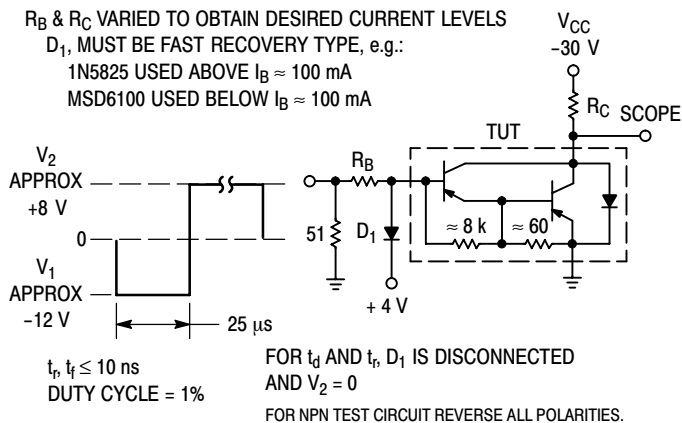 R_B & R_C VARIED TO OBTAIN DESIRED CURRENT LEVELS
D_1, MUST BE FAST RECOVERY TYPE, e.g.:
1N5825 USED ABOVE I_B ≈ 100 mA
MSD6100 USED BELOW I_B ≈ 100 mA
V_CC
-30 V
R_C
SCOPE
TUT
V_2
APPROX
+8 V
0
V_1
APPROX
-12 V
25 μs
R_B
51
D_1
+ 4 V
≈ 8 k
≈ 60
t_r, t_f ≤ 10 ns
DUTY CYCLE = 1%
FOR t_d AND t_r, D_1 IS DISCONNECTED
AND V_2 = 0
FOR NPN TEST CIRCUIT REVERSE ALL POLARITIES.